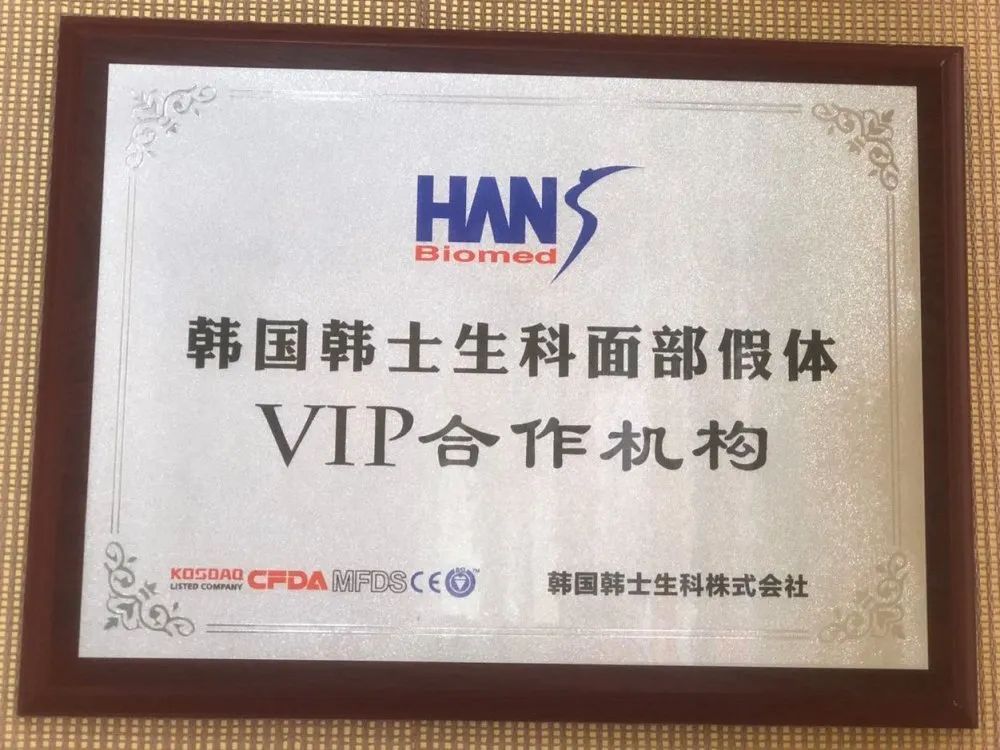 HANS
Biomed
韩国韩士生科面部假体
VIP合作机构
KOSDAQ
LISTED COMPANY
CFDA MFDS CE
韩国韩士生科株式会社